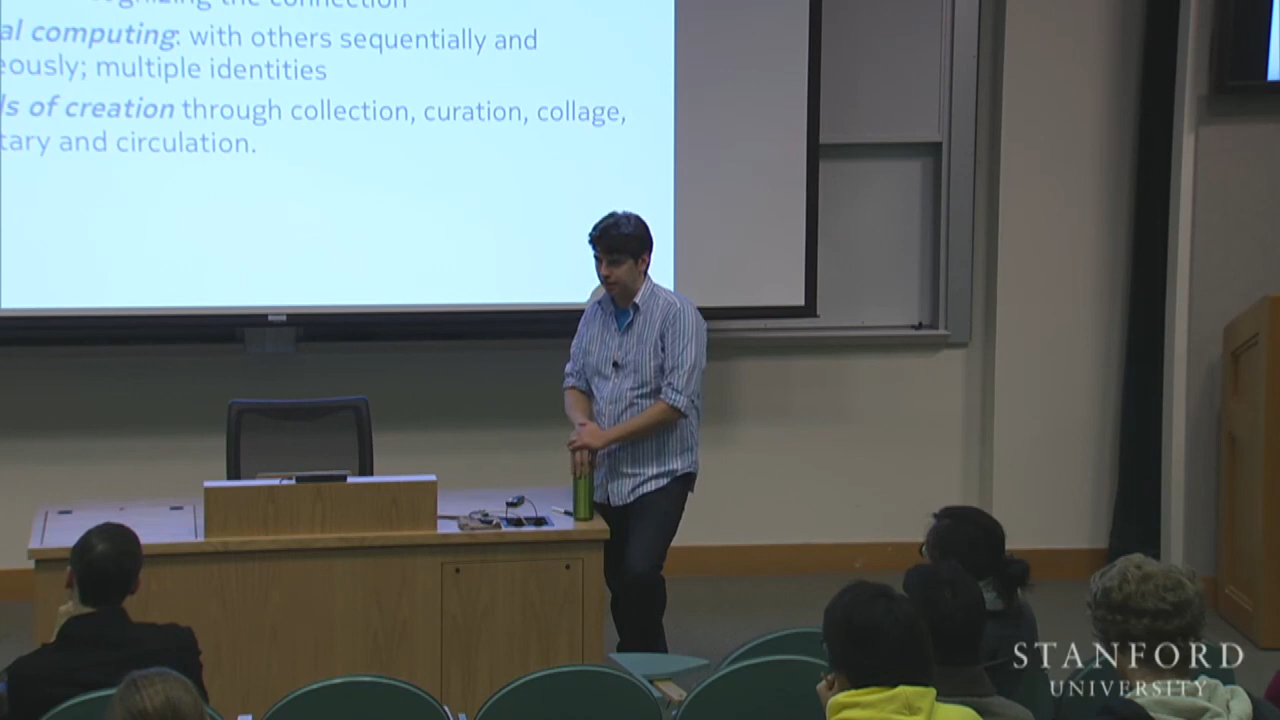 al computing: with others sequentially and
eously; multiple identities
ls of creation through collection, curation, collage,
tary and circulation.
STANFORD
UNIVERSITY